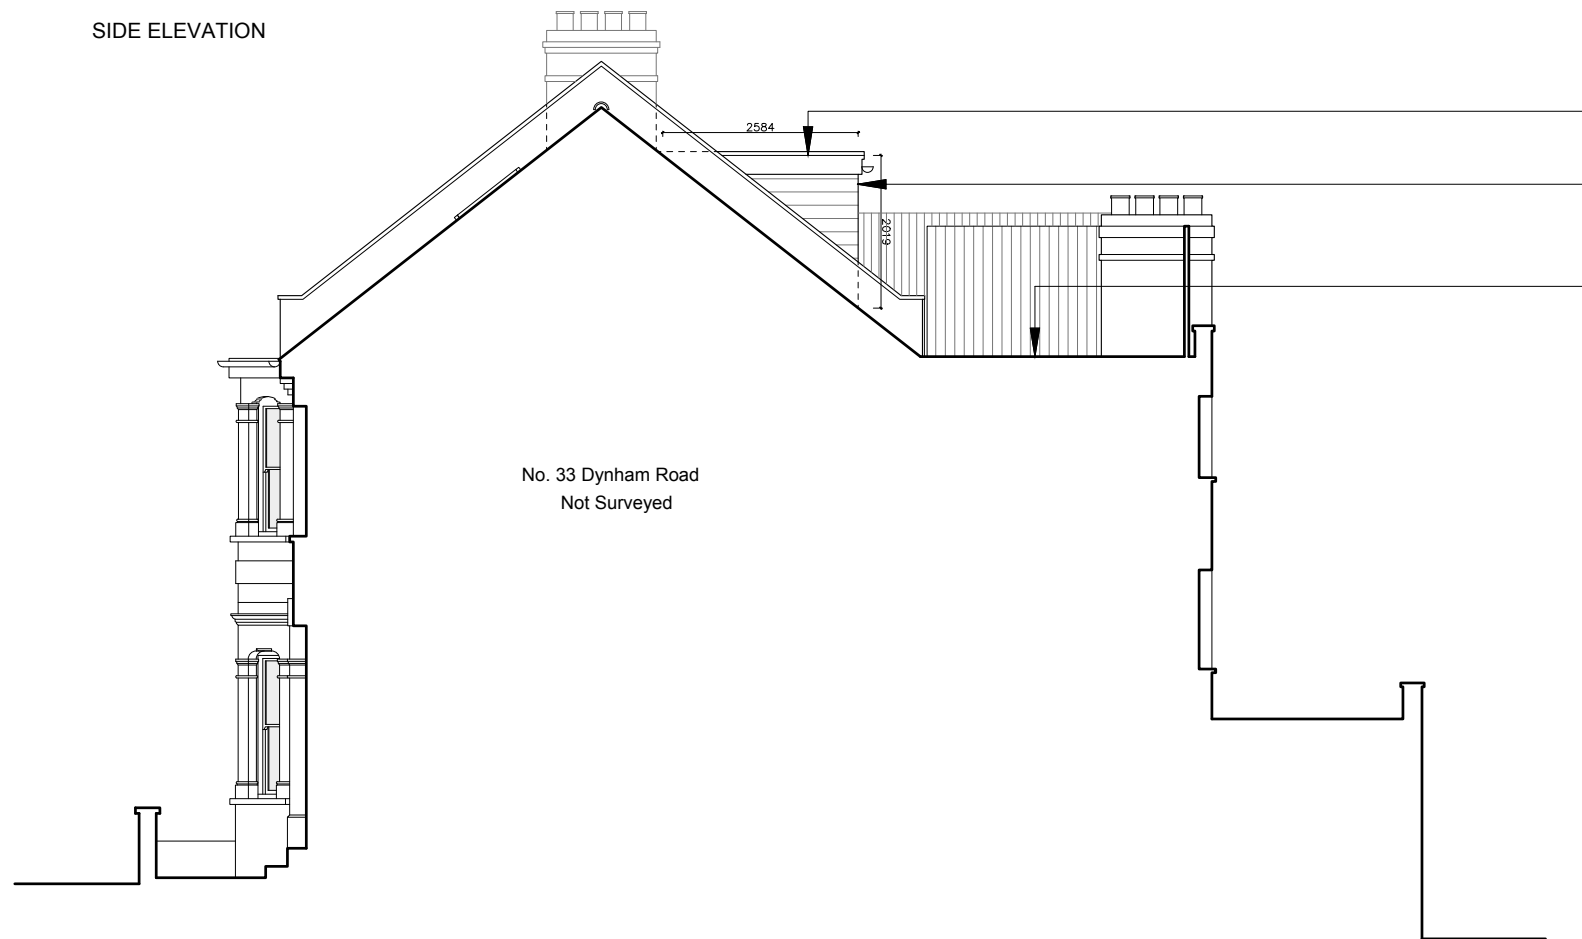 SIDE ELEVATION
2584
2019
No. 33 Dynham Road
Not Surveyed